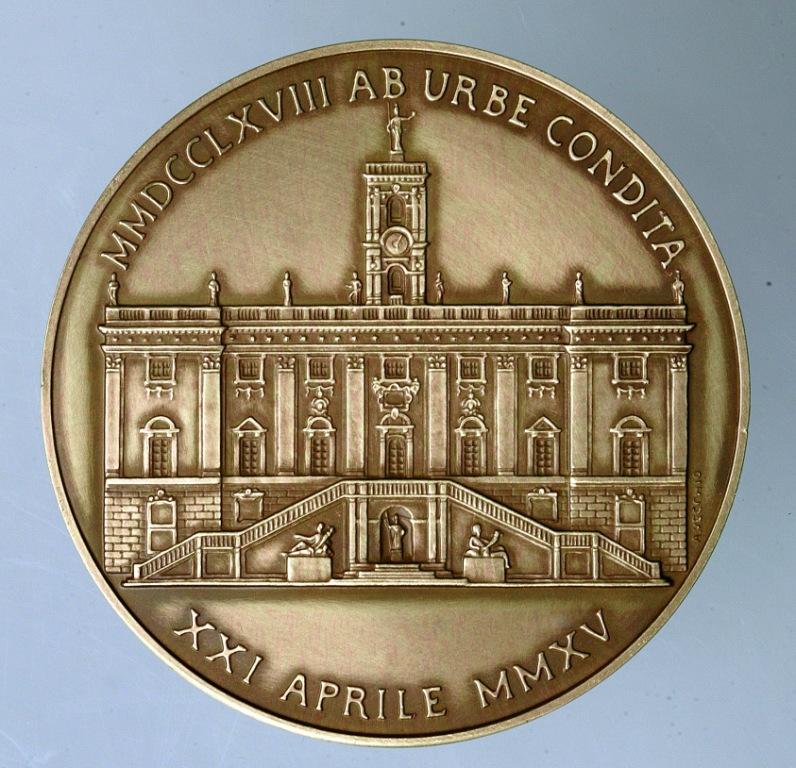 MMDCCLXVIII AB URBE CONDITA
XXI APRILE MMXV